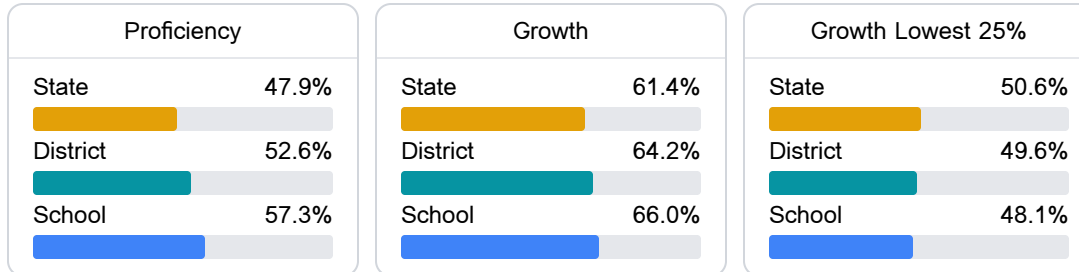 Proficiency
State 47.9%
District 52.6%
School 57.3%
Growth
State 61.4%
District 64.2%
School 66.0%
Growth Lowest 25%
State 50.6%
District 49.6%
School 48.1%